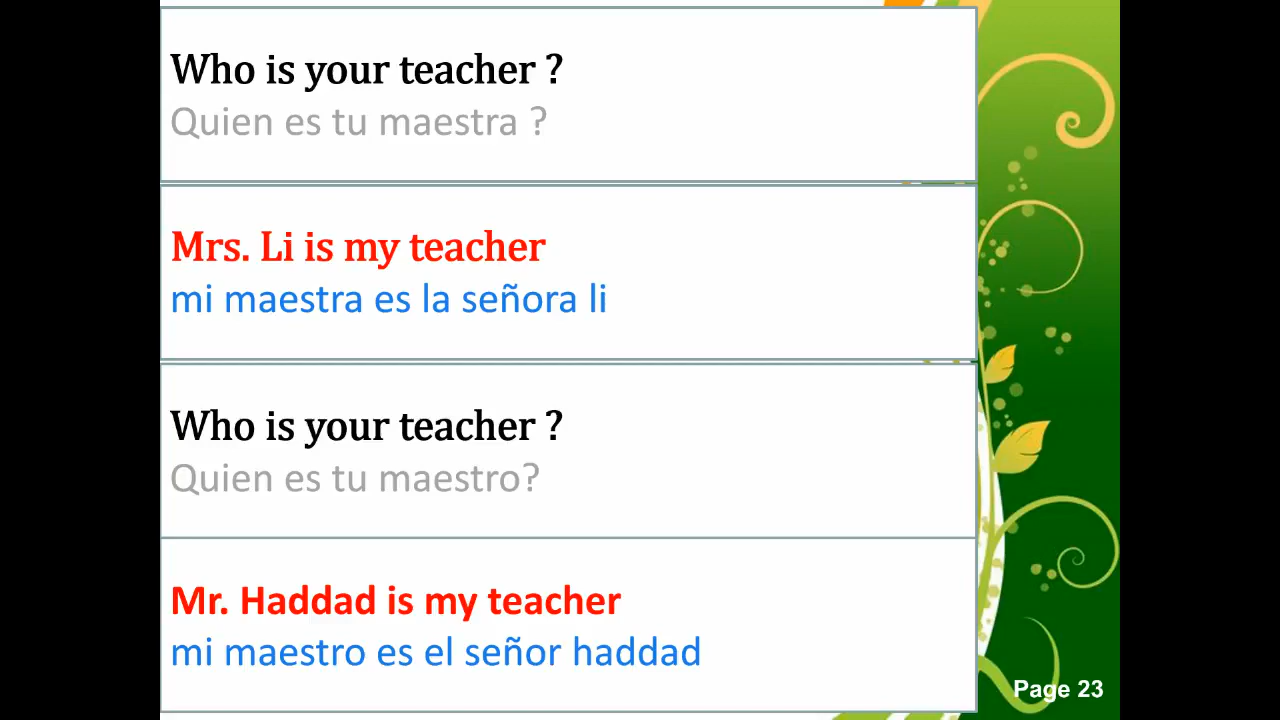 Who is your teacher ?
Quien es tu maestra ?
Mrs. Li is my teacher
mi maestra es la señora li
Who is your teacher ?
Quien es tu maestro?
Mr. Haddad is my teacher
mi maestro es el señor haddad
Page 23